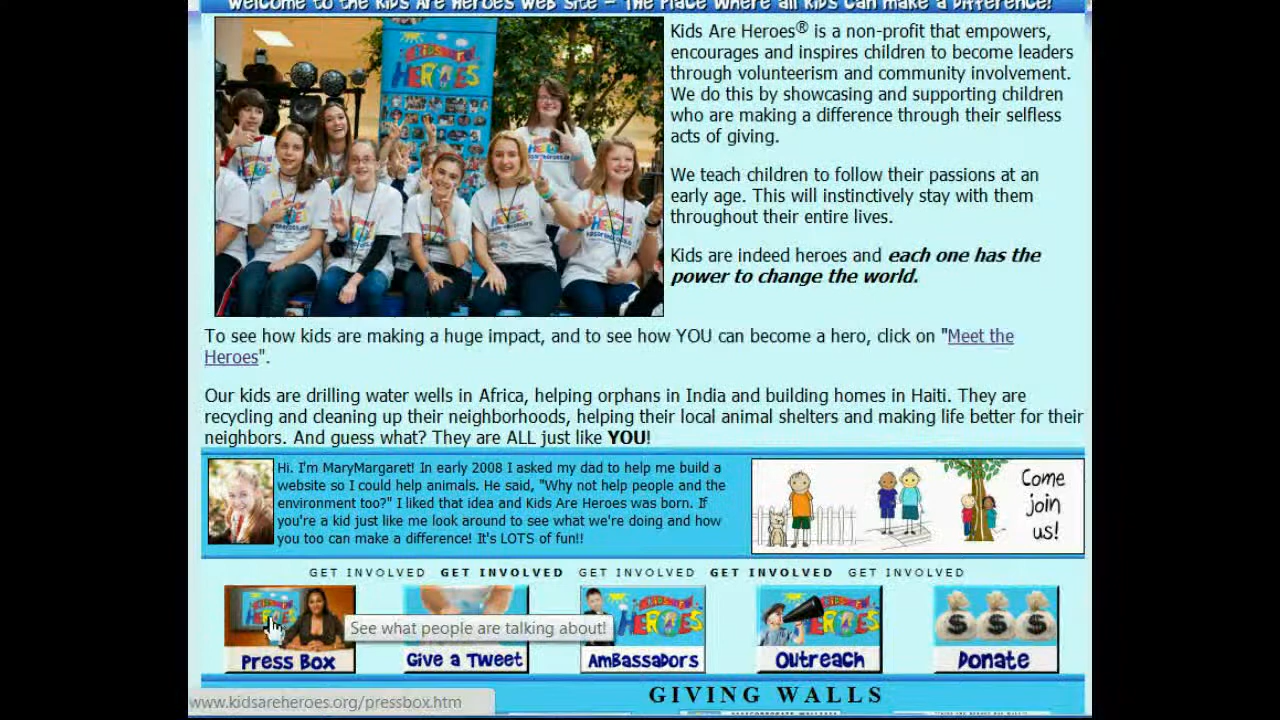 Welcome to the Kids Are Heroes Web Site - The Place Where all Kids Can make a Difference!
Kids Are Heroes® is a non-profit that empowers,
encourages and inspires children to become leaders
through volunteerism and community involvement.
We do this by showcasing and supporting children
who are making a difference through their selfless
acts of giving.
We teach children to follow their passions at an
early age. This will instinctively stay with them
throughout their entire lives.
Kids are indeed heroes and each one has the
power to change the world.
HEROES
To see how kids are making a huge impact, and to see how YOU can become a hero, click on "Meet the
Heroes".
Our kids are drilling water wells in Africa, helping orphans in India and building homes in Haiti. They are
recycling and cleaning up their neighborhoods, helping their local animal shelters and making life better for their
neighbors. And guess what? They are ALL just like YOU!
Hi. I'm MaryMargaret! In early 2008 I asked my dad to help me build a
website so I could help animals. He said, "Why not help people and the
environment too?" I liked that idea and Kids Are Heroes was born. If
you're a kid just like me look around to see what we're doing and how
you too can make a difference! It's LOTS of fun!!
Come
join
us!
GET INVOLVED GET INVOLVED GET INVOLVED GET INVOLVED GET INVOLVED
See what people are talking about!
Press Box Give a Tweet Ambassadors Outreach Donate
GIVING WALLS
www.kidsareheroes.org/pressbox.htm